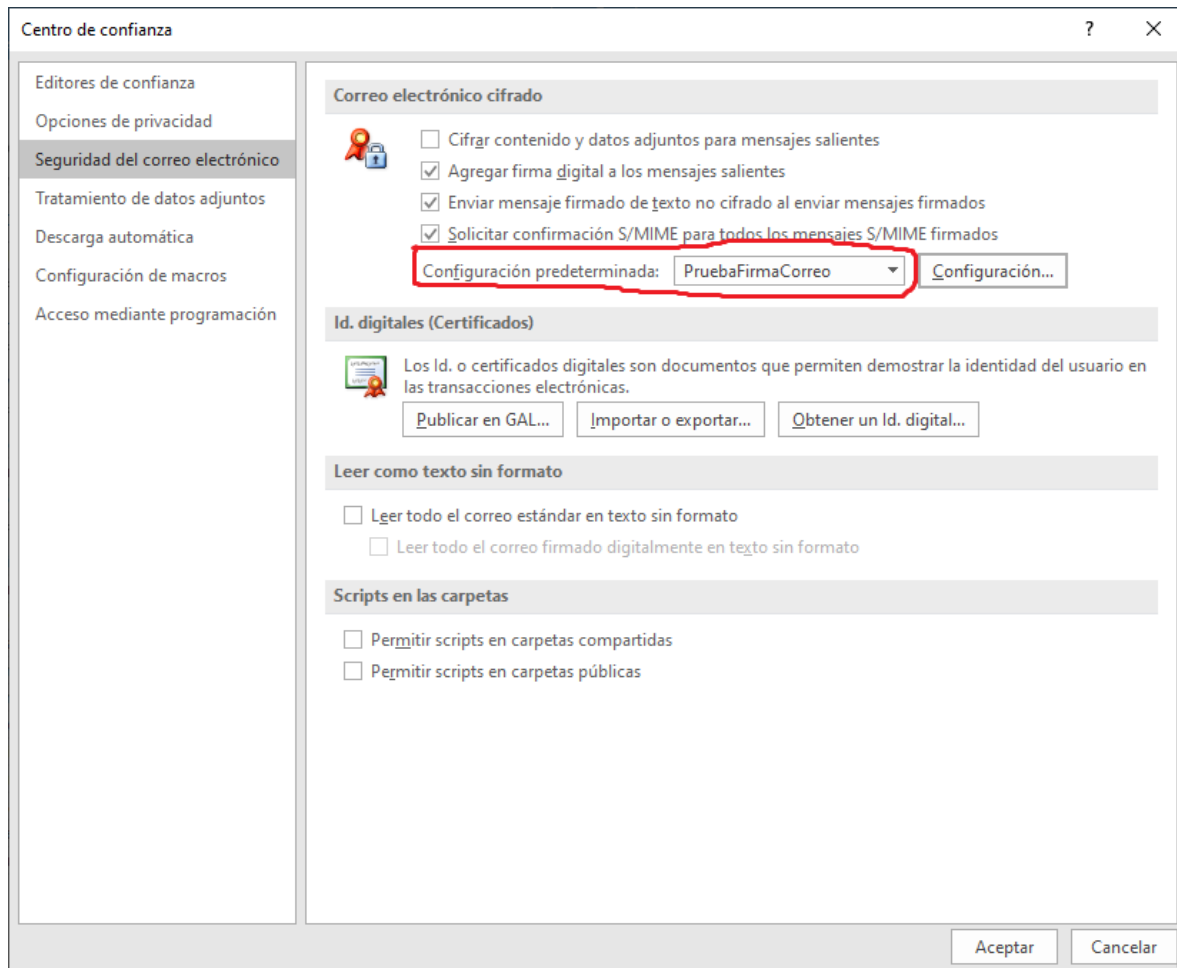 Centro de confianza
?
Editores de confianza
Opciones de privacidad
Seguridad del correo electrónico
Tratamiento de datos adjuntos
Descarga automática
Configuración de macros
Acceso mediante programación
Correo electrónico cifrado
Cifrar contenido y datos adjuntos para mensajes salientes
Agregar firma digital a los mensajes salientes
Enviar mensaje firmado de texto no cifrado al enviar mensajes firmados
Solicitar confirmación S/MIME para todos los mensajes S/MIME firmados
Configuración predeterminada: PruebaFirmaCorreo Configuración...
Id. digitales (Certificados)
Los Id. o certificados digitales son documentos que permiten demostrar la identidad del usuario en
las transacciones electrónicas.
Publicar en GAL... Importar o exportar... Obtener un Id. digital...
Leer como texto sin formato
Leer todo el correo estándar en texto sin formato
Leer todo el correo firmado digitalmente en texto sin formato
Scripts en las carpetas
Permitir scripts en carpetas compartidas
Permitir scripts en carpetas públicas
Aceptar Cancelar